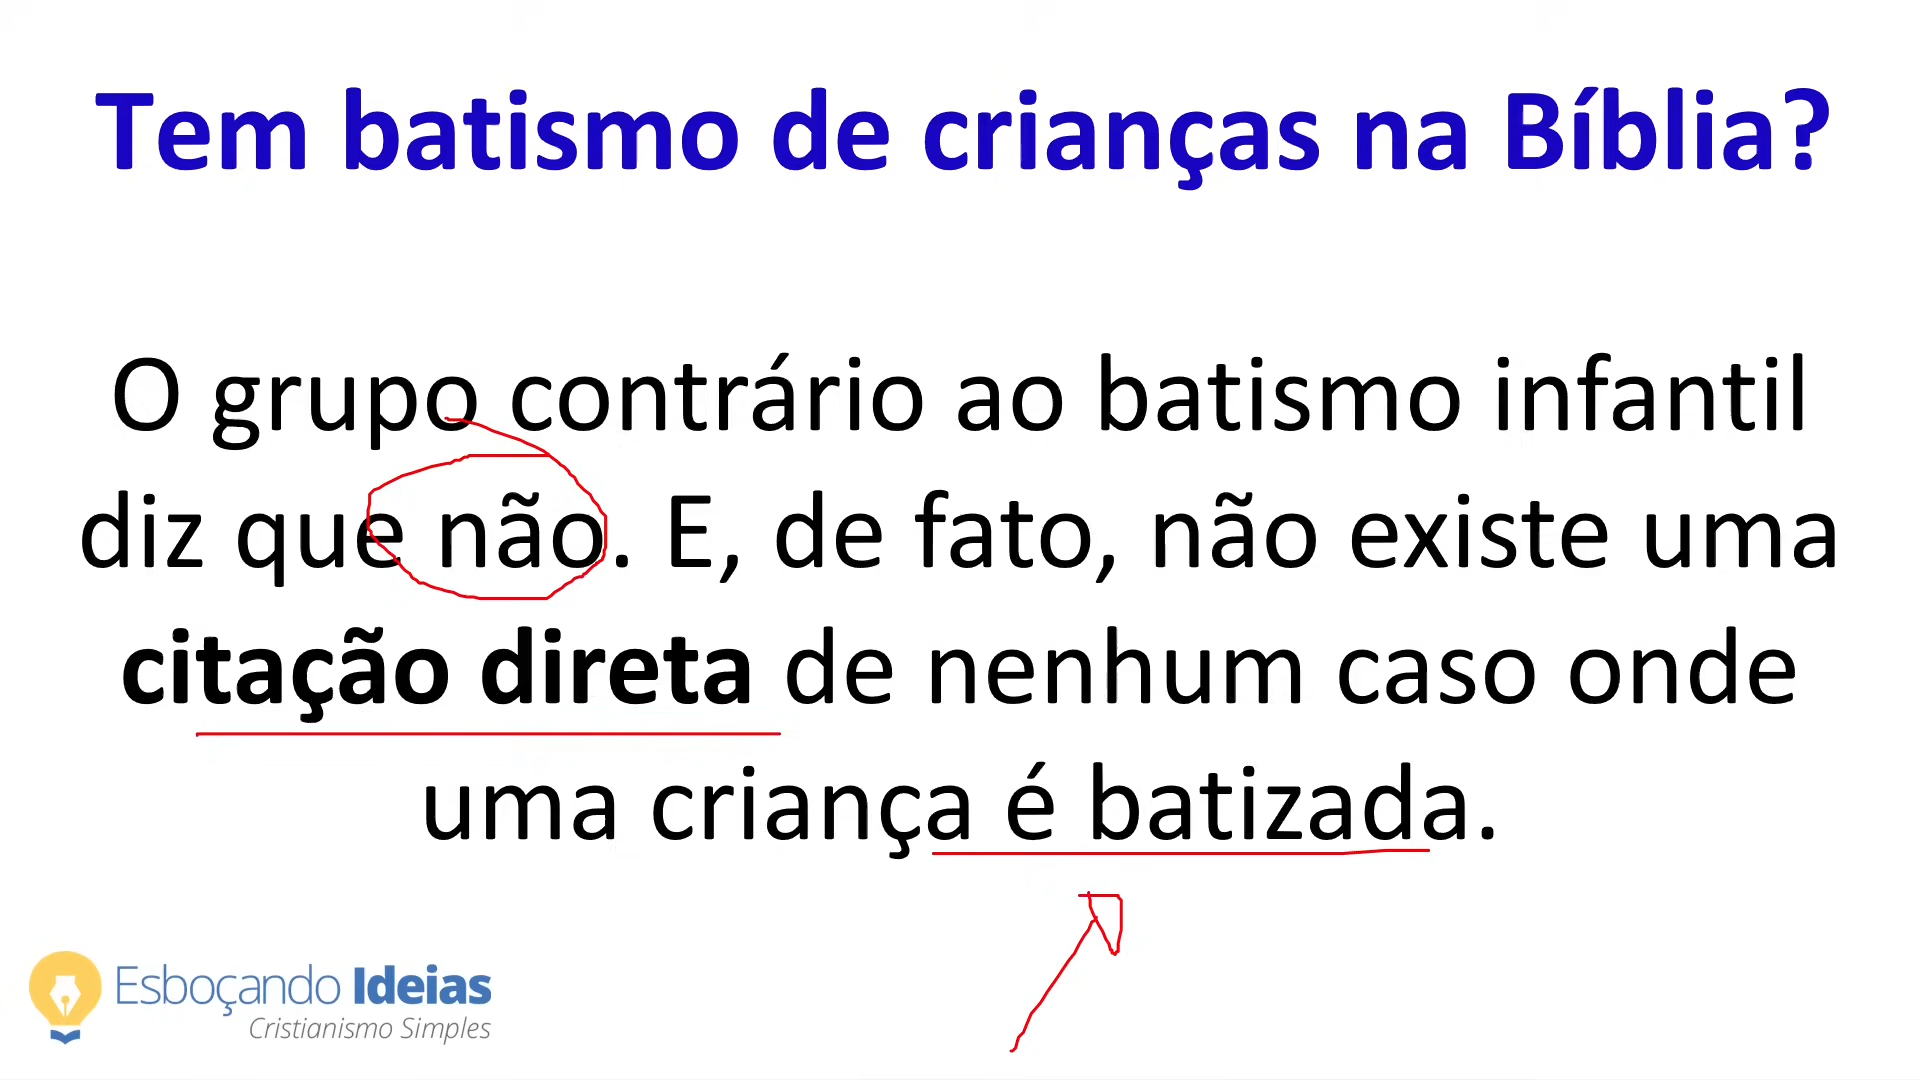 Tem batismo de crianças na Bíblia?
O grupo contrário ao batismo infantil
diz que não. E, de fato, não existe uma
citação direta de nenhum caso onde
uma criança é batizada.
Esboçando Ideias
Cristianismo Simples